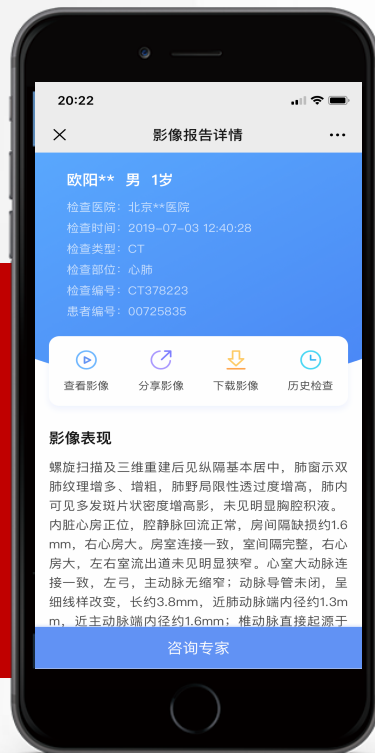 20:22
影像报告详情
欧阳** 男 1岁
检查医院：北京**医院
检查时间：2019-07-03 12:40:28
检查类型：CT
检查部位：心肺
检查编号：CT378223
患者编号：00725835
查看影像 分享影像 下载影像 历史检查
影像表现
螺旋扫描及三维重建后见纵隔基本居中，肺窗示双
肺纹理增多、增粗，肺野局限性透过度增高，肺内
可见多发斑片状密度增高影，未见明显胸腔积液。
内脏心房正位，腔静脉回流正常，房间隔缺损约1.6
mm，右心房大。房室连接一致，室间隔完整，右心
房大，左右室流出道未见明显狭窄。心室大动脉连
接一致，左弓，主动脉无缩窄；动脉导管未闭，呈
细线样改变，长约3.8mm，近肺动脉端内径约1.3m
m，近主动脉端内径约1.6mm；椎动脉直接起源于
咨询专家